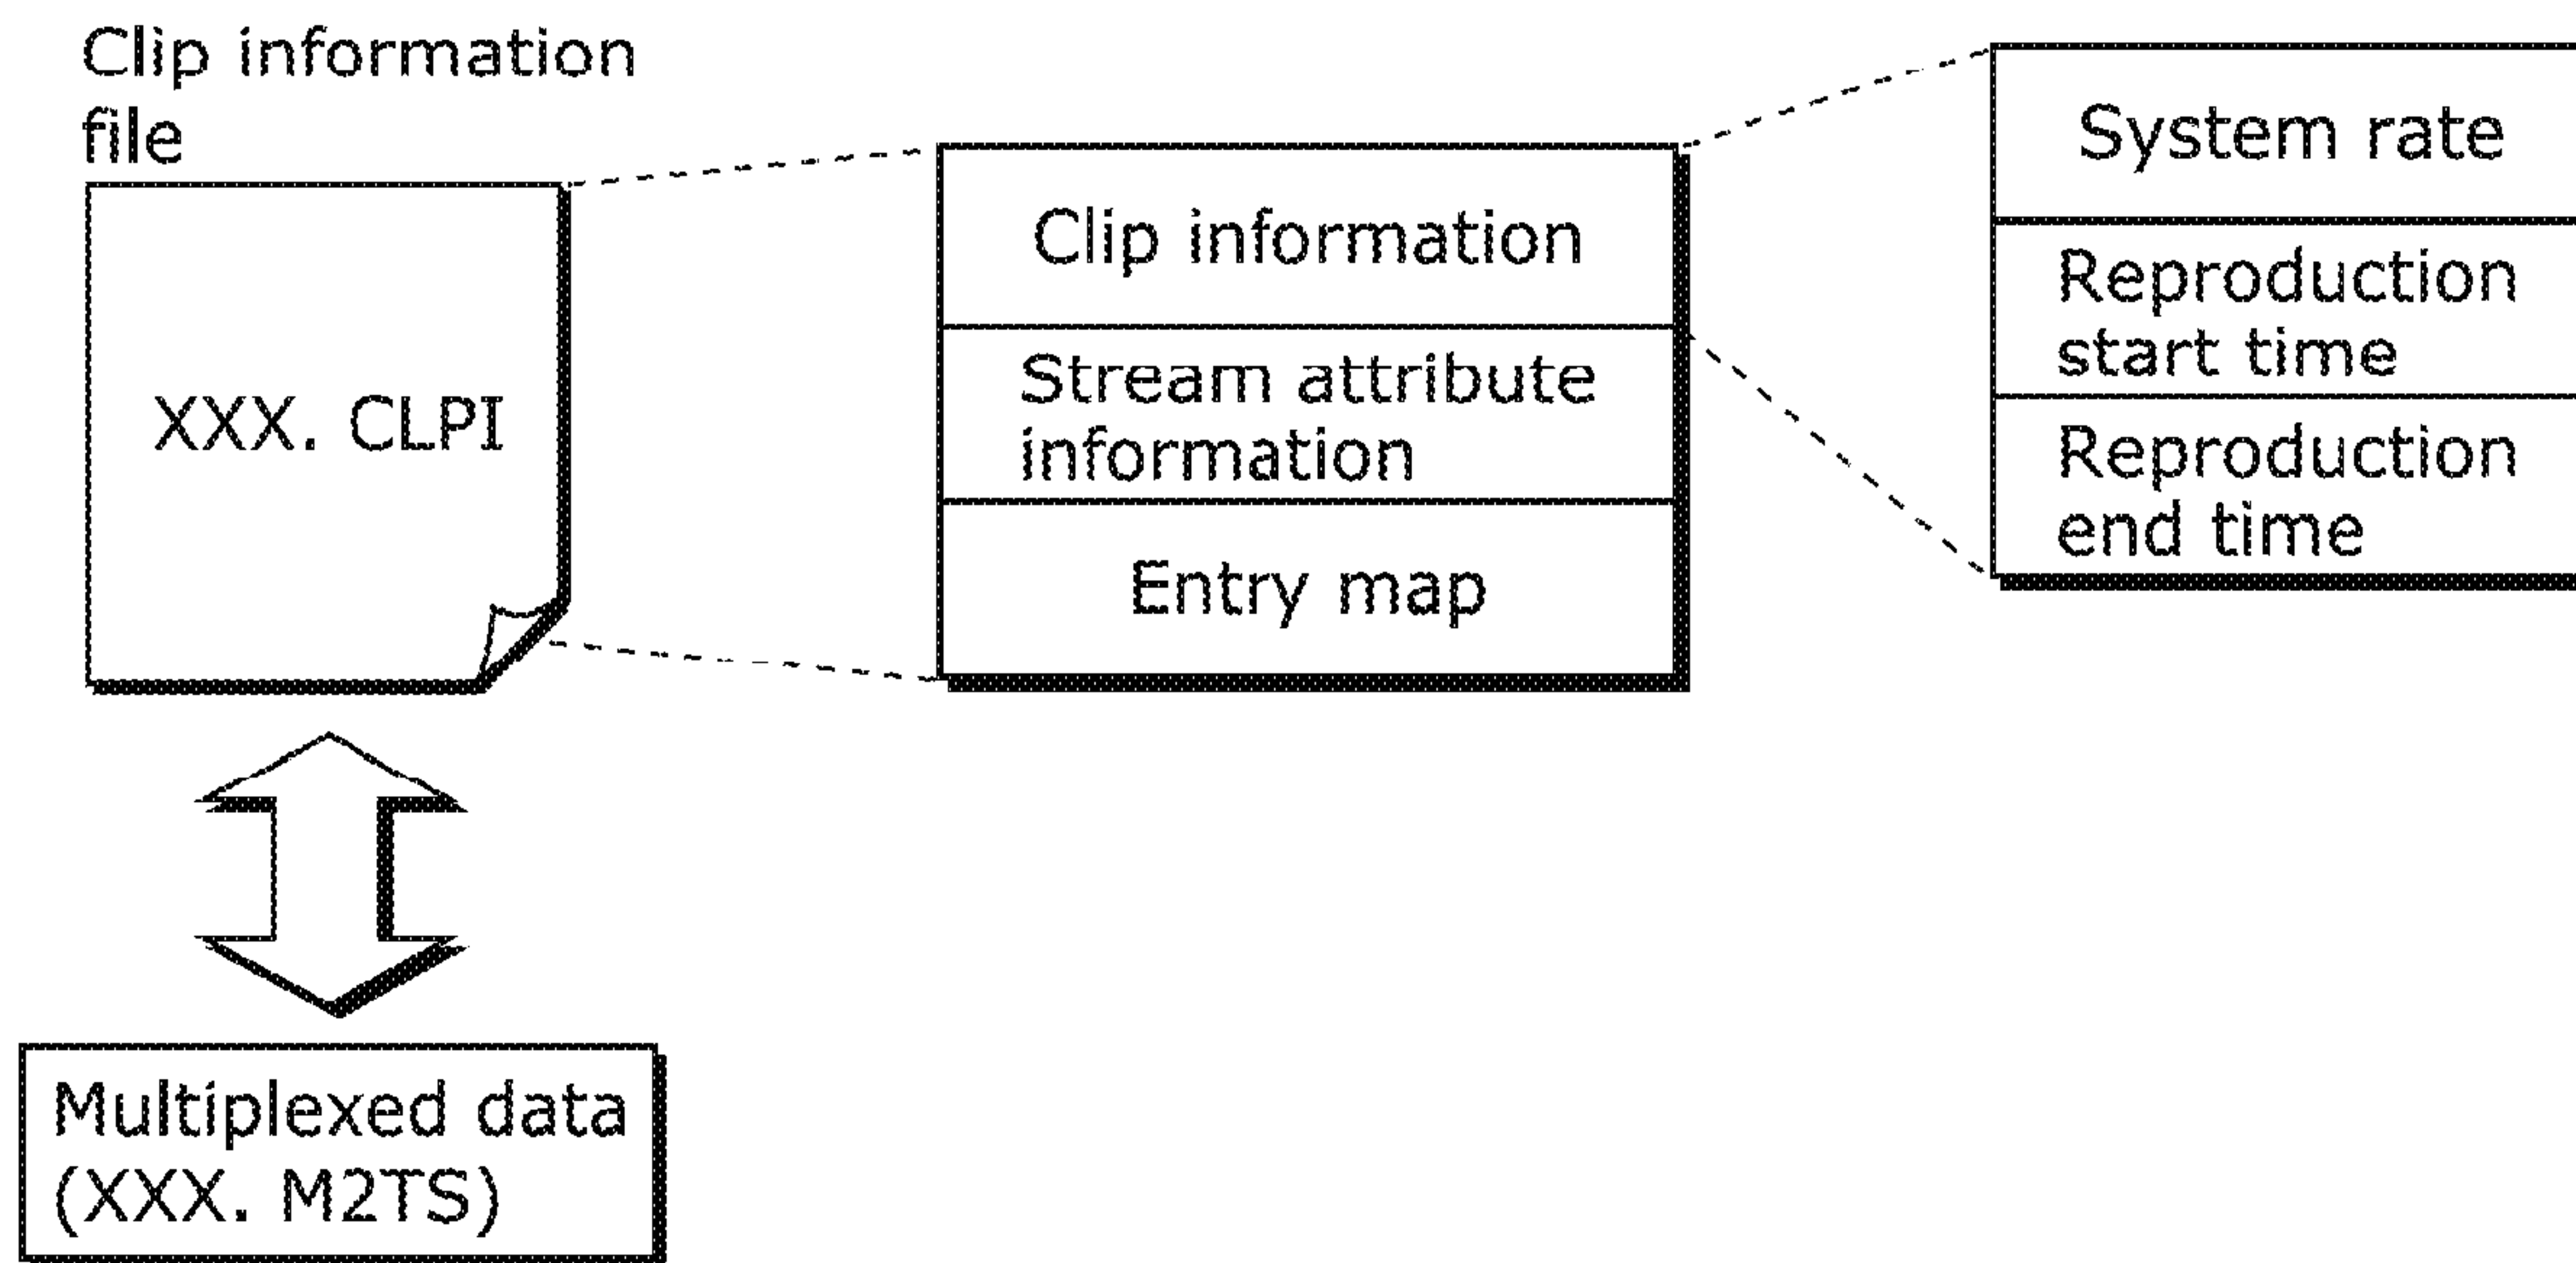 Clip information
file
XXX. CLPI
Clip information
Stream attribute
information
Entry map
System rate
Reproduction
start time
Reproduction
end time
Multiplexed data
(XXX. M2TS)